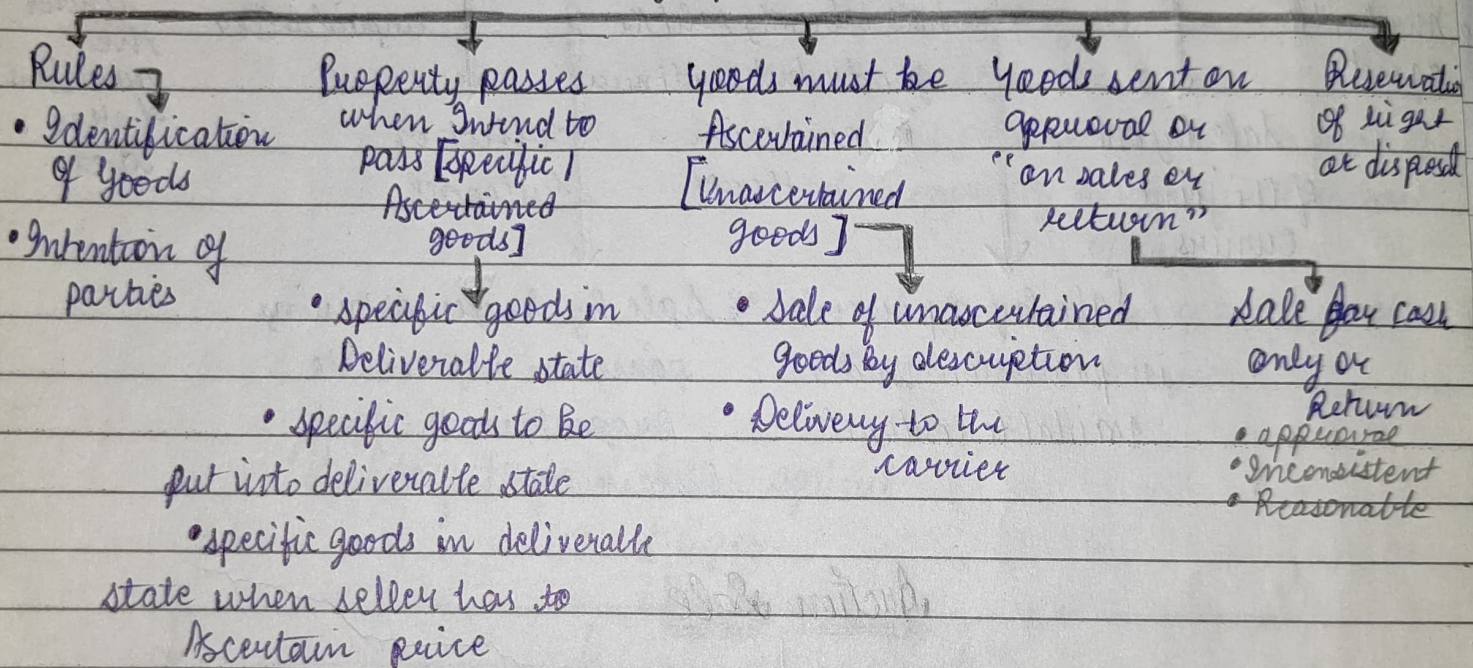 Rules
• Identification
of Goods
• Intention of
parties
Property passes
when Intend to
pass [specific /
Ascertained
goods]
• specific goods in
Deliverable state
• specific goods to be
put into deliverable state
• specific goods in deliverable
state when seller has to
Ascertain price
Goods must be
Ascertained
[Unascertained
goods]
• Sale of unascertained
goods by description
• Delivery to the
carrier
Goods sent on
approval or
"on sales or
return"
Sale for cash
only or
Return
• approval
• Inconsistent
• Reasonable
Reservatio
of right
or disposal